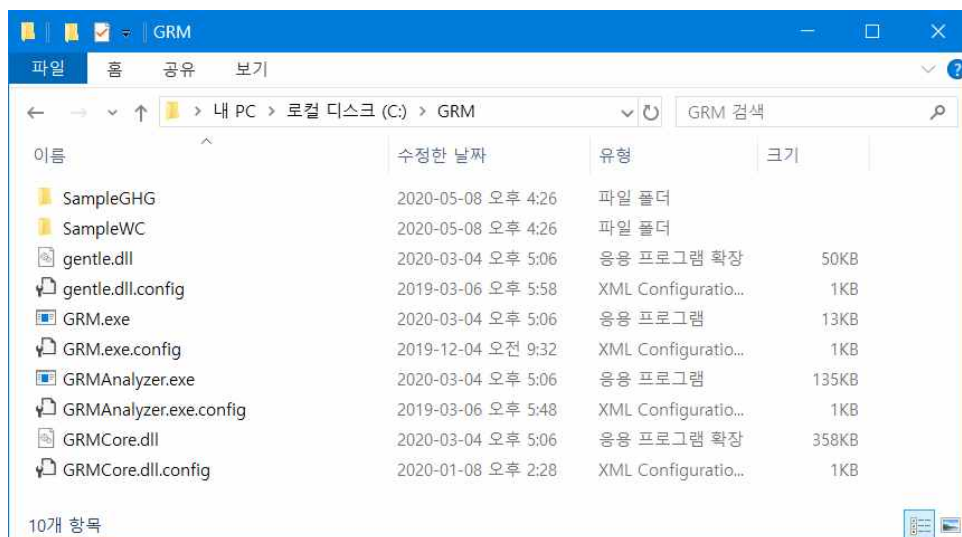 GRM
파일 홈 공유 보기
내 PC > 로컬 디스크 (C:) > GRM GRM 검색
이름 수정한 날짜 유형 크기
SampleGHG 2020-05-08 오후 4:26 파일 폴더
SampleWC 2020-05-08 오후 4:26 파일 폴더
gentle.dll 2020-03-04 오후 5:06 응용 프로그램 확장 50KB
gentle.dll.config 2019-03-06 오후 5:58 XML Configuratio... 1KB
GRM.exe 2020-03-04 오후 5:06 응용 프로그램 13KB
GRM.exe.config 2019-12-04 오전 9:32 XML Configuratio... 1KB
GRMAnalyzer.exe 2020-03-04 오후 5:06 응용 프로그램 135KB
GRMAnalyzer.exe.config 2019-03-06 오후 5:48 XML Configuratio... 1KB
GRMCore.dll 2020-03-04 오후 5:06 응용 프로그램 확장 358KB
GRMCore.dll.config 2020-01-08 오후 2:28 XML Configuratio... 1KB
10개 항목